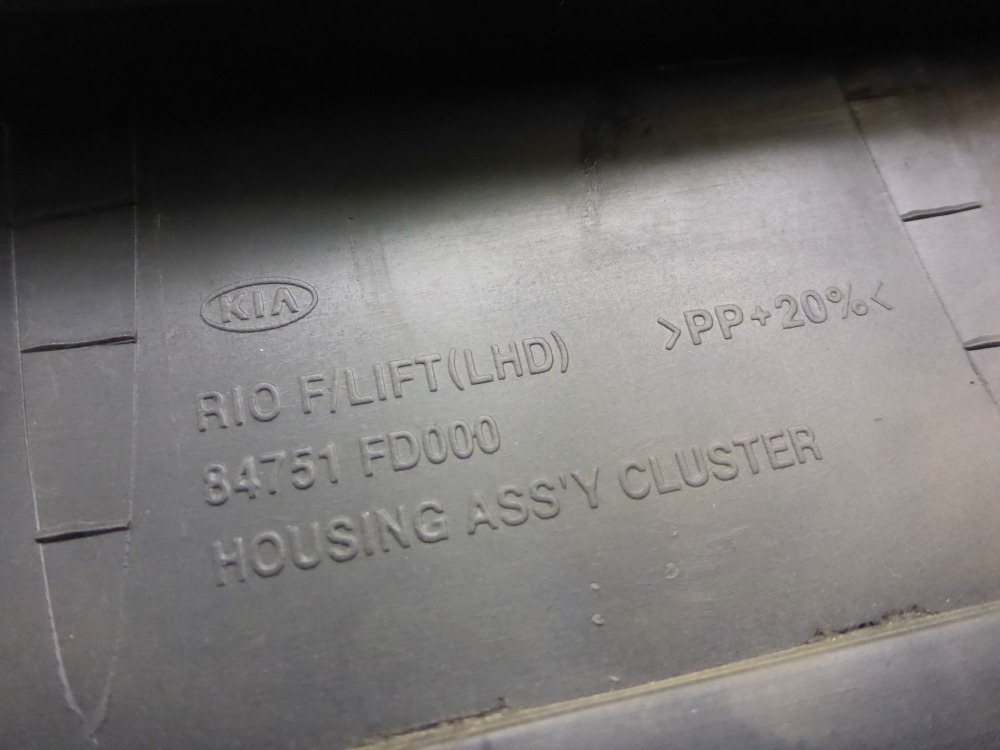 KIA
RIO F/LIFT(LHD) >PP+20%<
84751 FD000
HOUSING ASS'Y CLUSTER